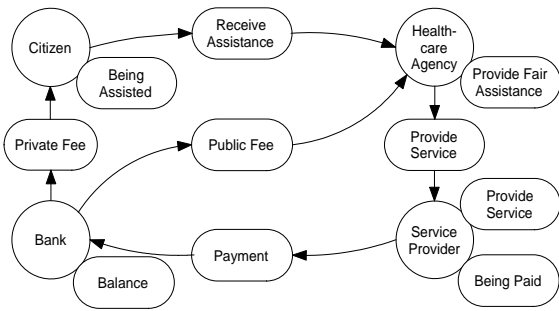 Citizen
Being
Assisted
Receive
Assistance
Health-
care
Agency
Provide Fair
Assistance
Private Fee
Public Fee
Provide
Service
Bank
Balance
Payment
Service
Provider
Provide
Service
Being Paid